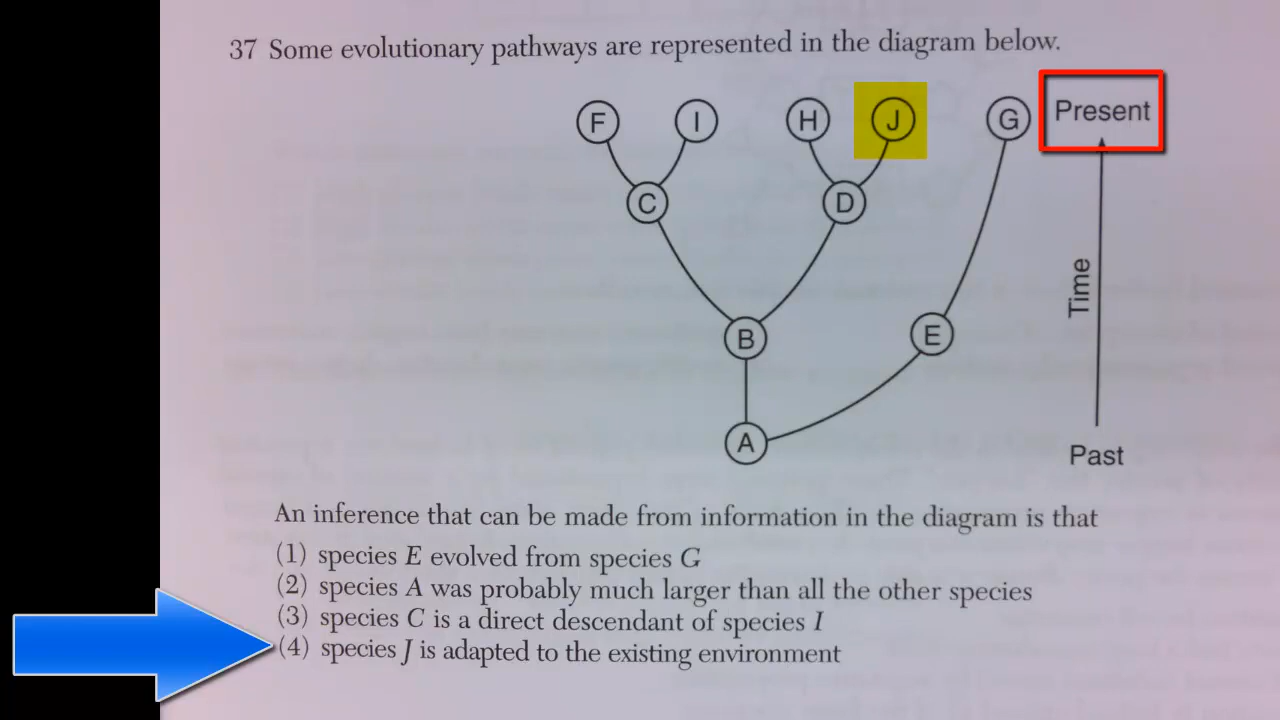 37 Some evolutionary pathways are represented in the diagram below.
F I H J G Present
C D
Time
B E
A
Past
An inference that can be made from information in the diagram is that
(1) species E evolved from species G
(2) species A was probably much larger than all the other species
(3) species C is a direct descendant of species I
(4) species J is adapted to the existing environment